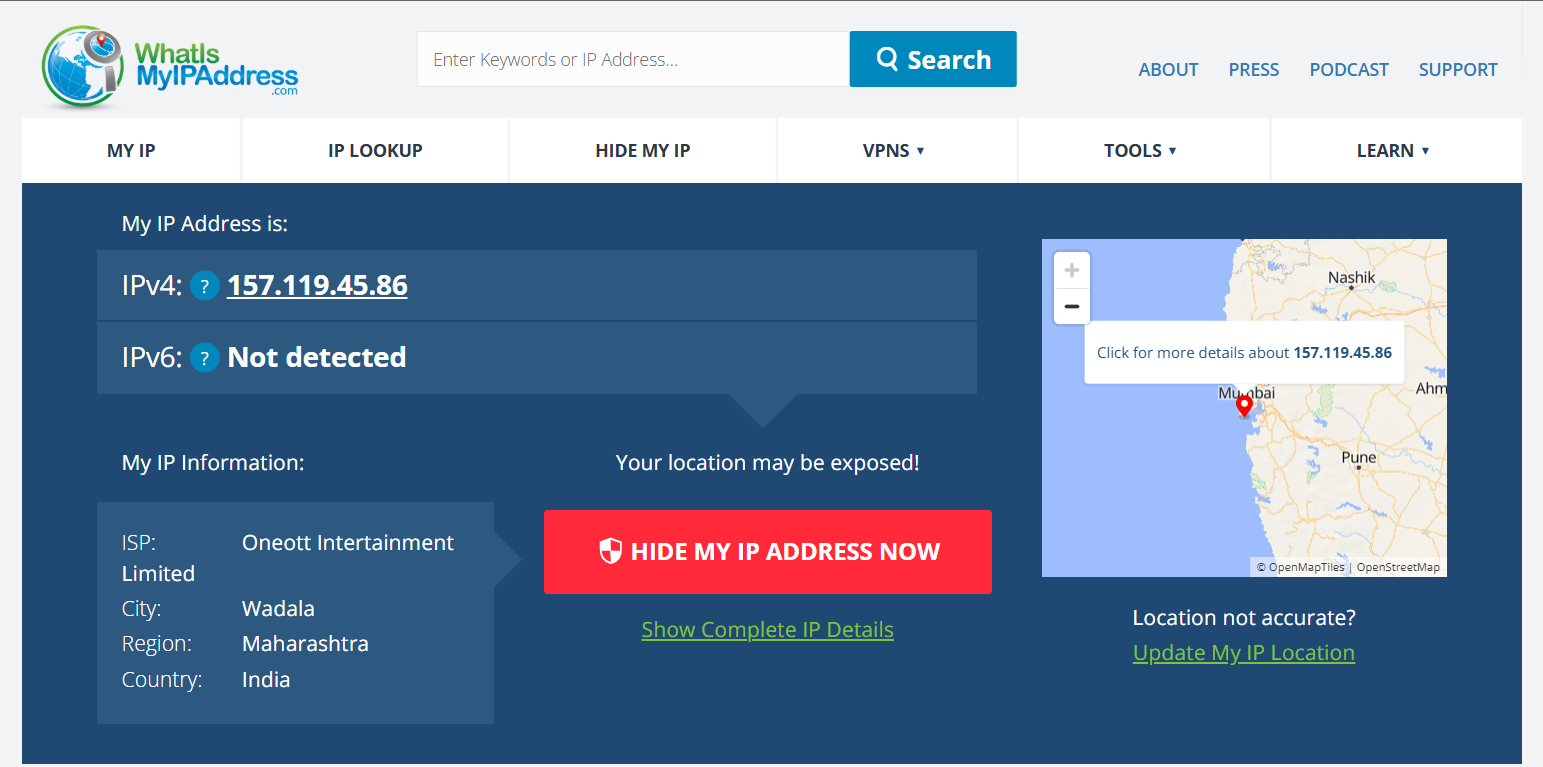 WhatIs
MyIPAddress
.com
Enter Keywords or IP Address...
Search
ABOUT PRESS PODCAST SUPPORT
MY IP IP LOOKUP HIDE MY IP VPNS ▾ TOOLS ▾ LEARN ▾
My IP Address is:
IPv4: ? 157.119.45.86
IPv6: ? Not detected
My IP Information:
ISP: Oneott Intertainment
Limited
City: Wadala
Region: Maharashtra
Country: India
Your location may be exposed!
HIDE MY IP ADDRESS NOW
Show Complete IP Details
+
−
Nashik
Click for more details about 157.119.45.86
Mumbai
Ahm
Pune
© OpenMapTiles | OpenStreetMap
Location not accurate?
Update My IP Location